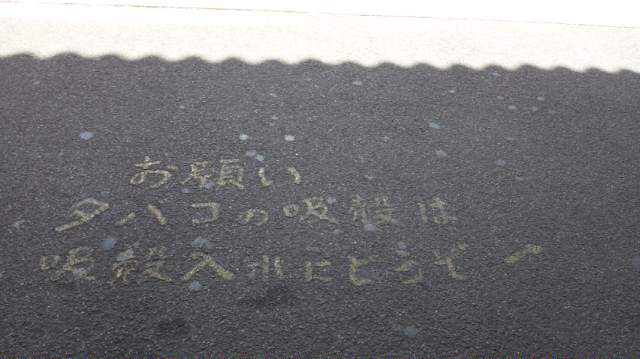 お願い
タバコの吸殻は
吸殻入れにどうぞ↗